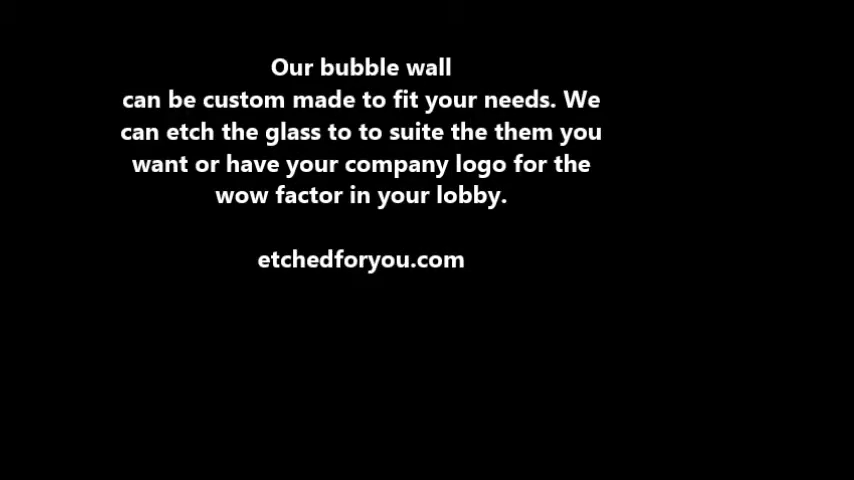 Our bubble wall
can be custom made to fit your needs. We
can etch the glass to to suite the them you
want or have your company logo for the
wow factor in your lobby.
etchedforyou.com